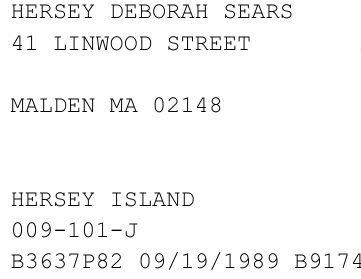 HERSEY DEBORAH SEARS
41 LINWOOD STREET
MALDEN MA 02148
HERSEY ISLAND
009-101-J
B3637P82 09/19/1989 B9174